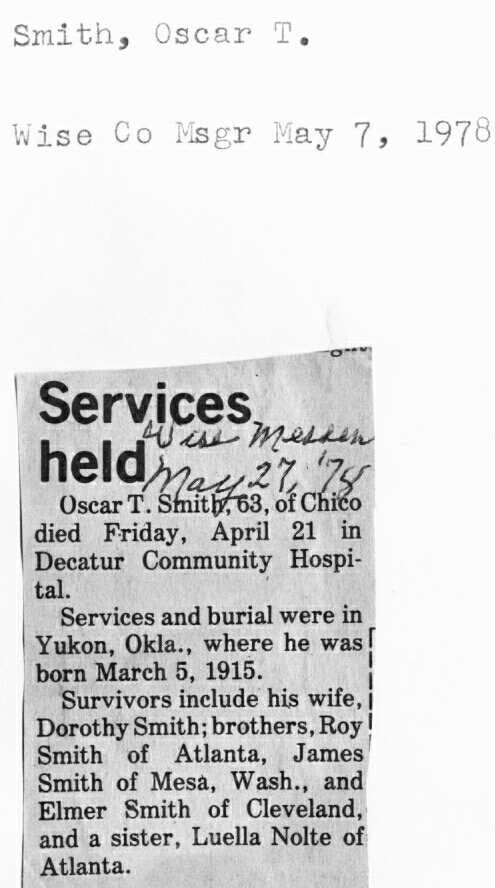 Smith, Oscar T.
Wise Co Msgr May 7, 1978
Services
held
Wise Messen
May 27, '78
Oscar T. Smith, 63, of Chico
died Friday, April 21 in
Decatur Community Hospi-
tal.
Services and burial were in
Yukon, Okla., where he was
born March 5, 1915.
Survivors include his wife,
Dorothy Smith; brothers, Roy
Smith of Atlanta, James
Smith of Mesa, Wash., and
Elmer Smith of Cleveland,
and a sister, Luella Nolte of
Atlanta.